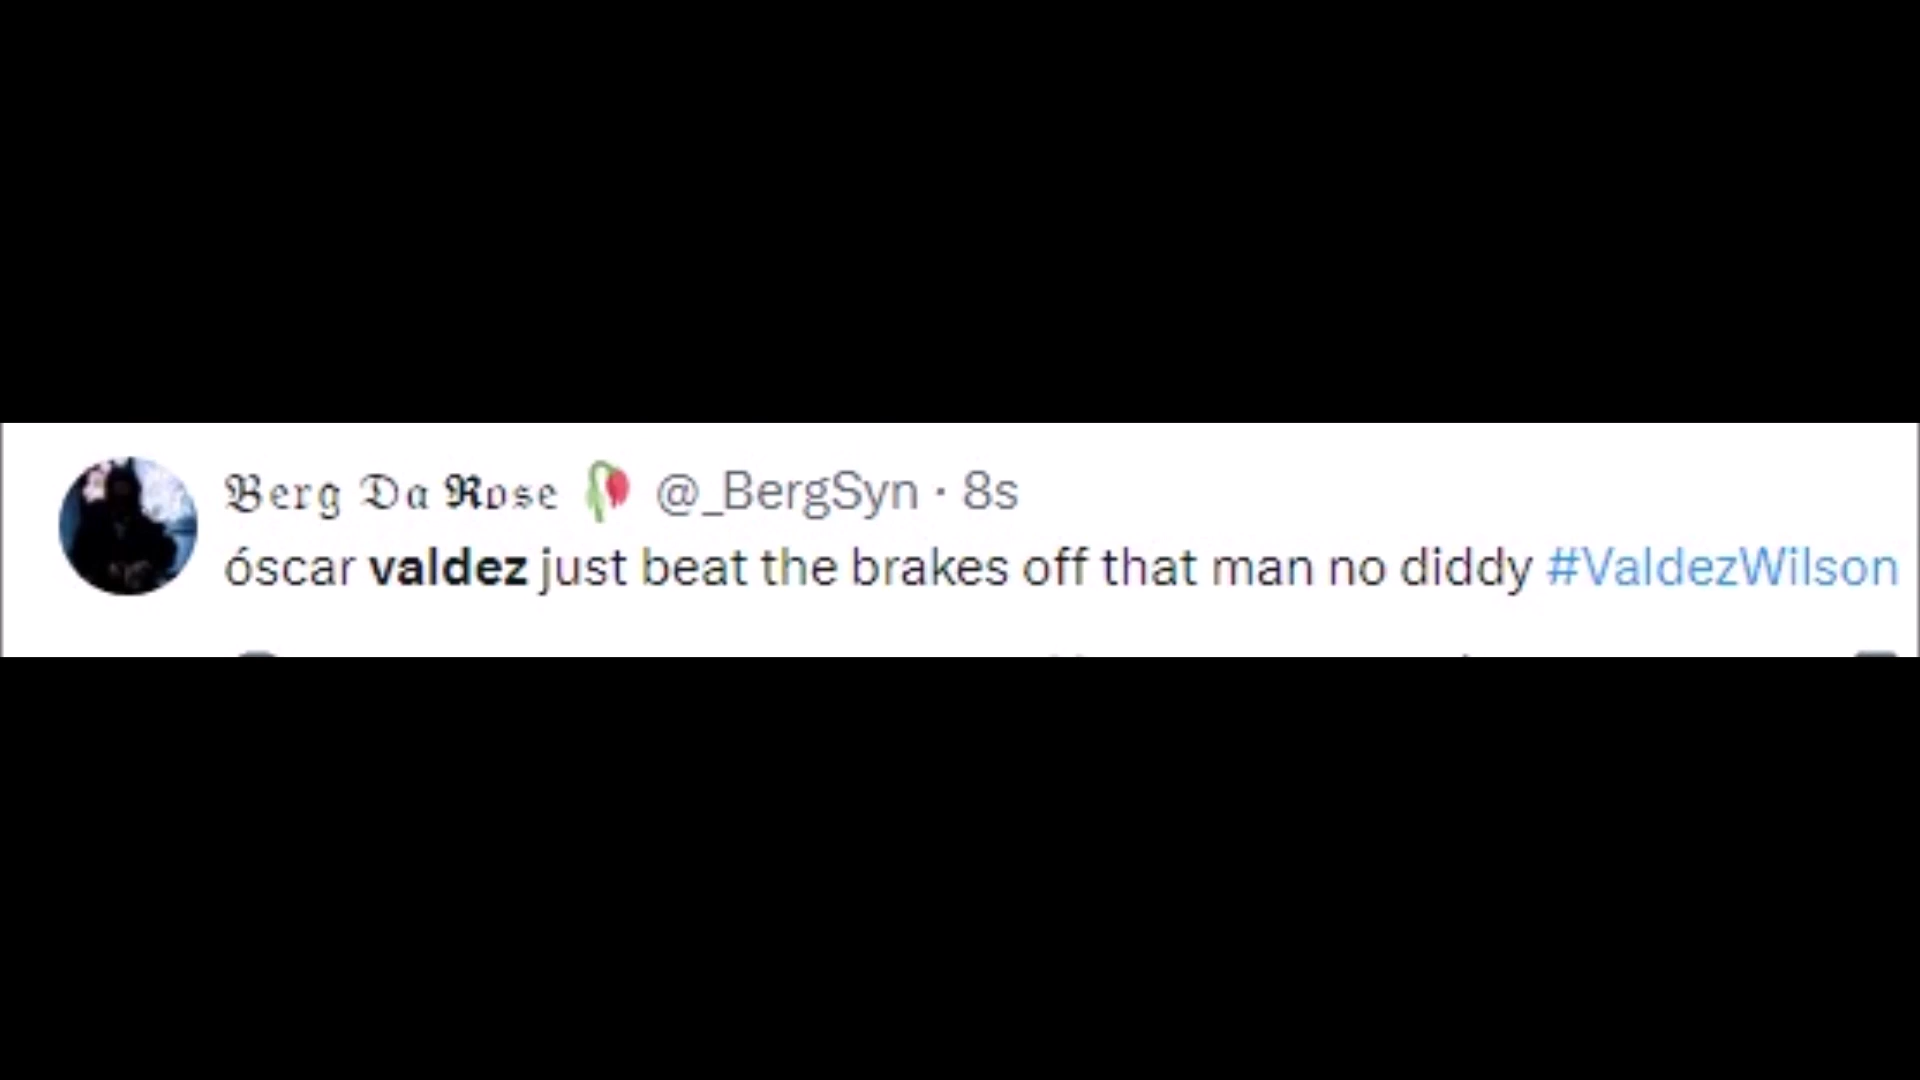 𝔅𝔢𝔯𝔤 𝔇𝔞 𝕽𝔬𝔰𝔢 🥀 @_BergSyn · 8s
óscar valdez just beat the brakes off that man no diddy #ValdezWilson